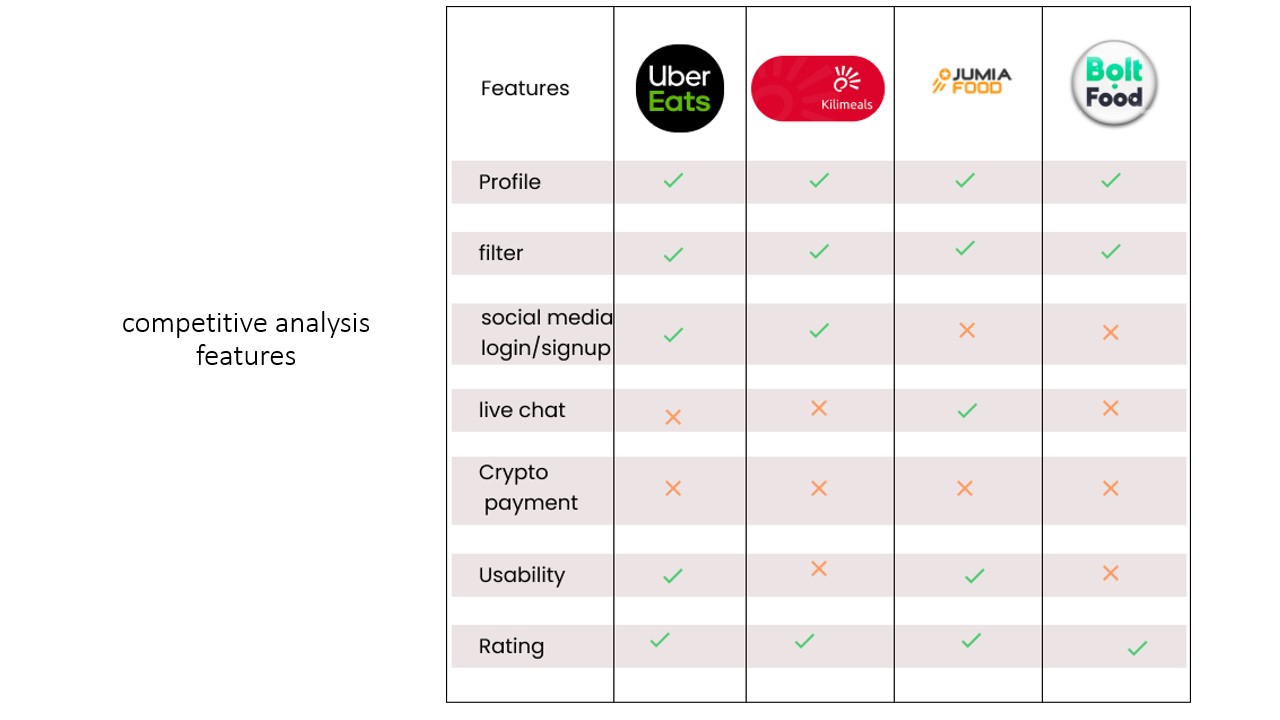 competitive analysis
features
Features
Uber
Eats
Kilimeals
JUMIA
FOOD
Bolt
Food
Profile
filter
social media
login/signup
live chat
Crypto
payment
Usability
Rating